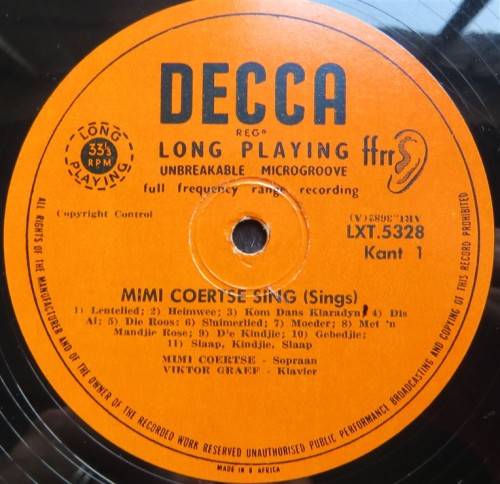 DECCA
REGD
LONG PLAYING
UNBREAKABLE MICROGROOVE
full frequency range recording
ffrr
LONG PLAYING
33⅓
RPM
Copyright Control
LXT.5328
Kant 1
MIMI COERTSE SING (Sings)
1) Lentelied; 2) Heimwee; 3) Kom Dans Klaradyn; 4) Dis
Al; 5) Die Roos; 6) Sluimerlied; 7) Moeder; 8) Met 'n
Mandjie Rose; 9) D'e Kindjie; 10) Gebedjie;
11) Slaap, Kindjie, Slaap
MIMI COERTSE - Sopraan
VIKTOR GRAEF - Klavier
ALL RIGHTS OF THE MANUFACTURER AND OF THE OWNER OF THE RECORDED WORK RESERVED UNAUTHORISED PUBLIC PERFORMANCE BROADCASTING AND COPYING OF THIS RECORD PROHIBITED
MADE IN S AFRICA